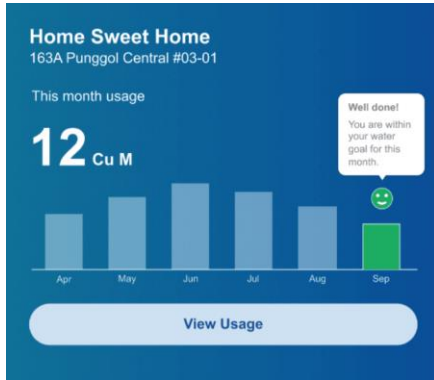 Home Sweet Home
163A Punggol Central #03-01
This month usage
12 Cu M
Well done!
You are within
your water
goal for this
month.
Apr May Jun Jul Aug Sep
View Usage